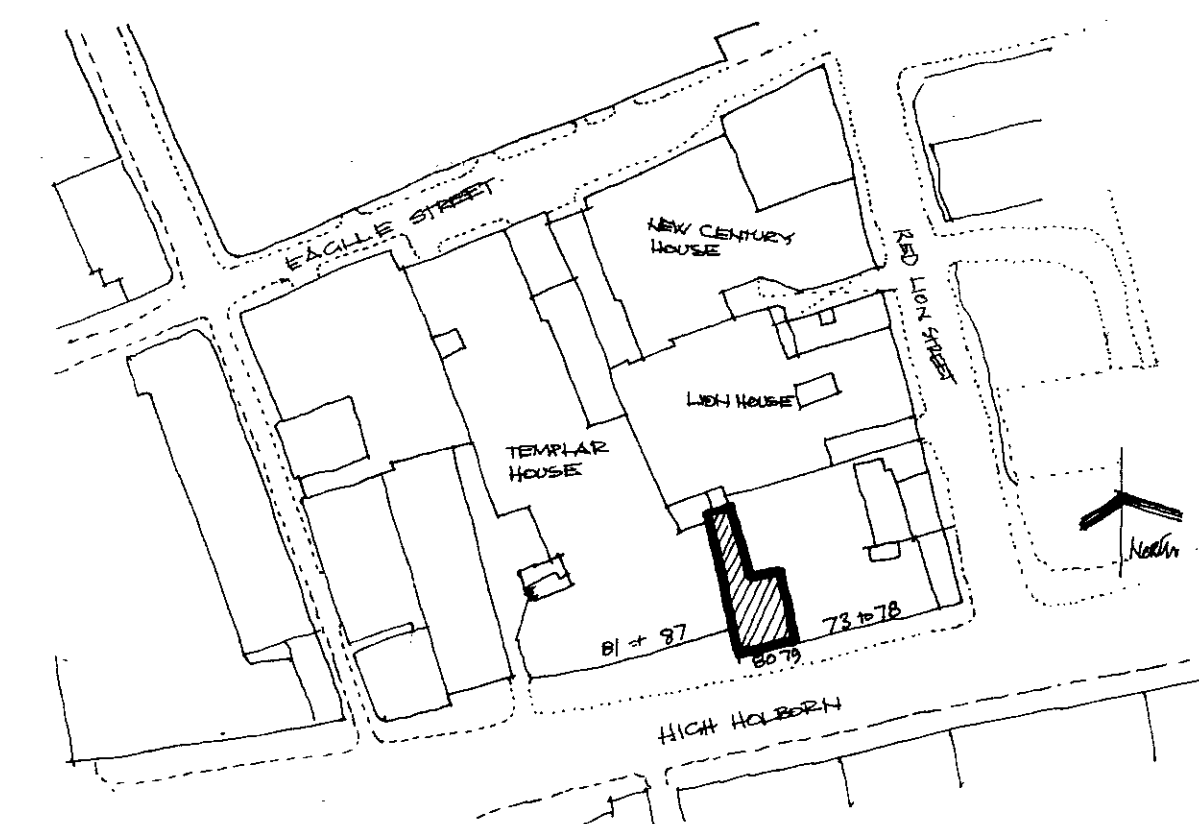 EAGLE STREET
NEW CENTURY
HOUSE
RED LION STREET
LION HOUSE
TEMPLAR
HOUSE
NORTH
81 → 87
80 79
73 to 78
HIGH HOLBORN